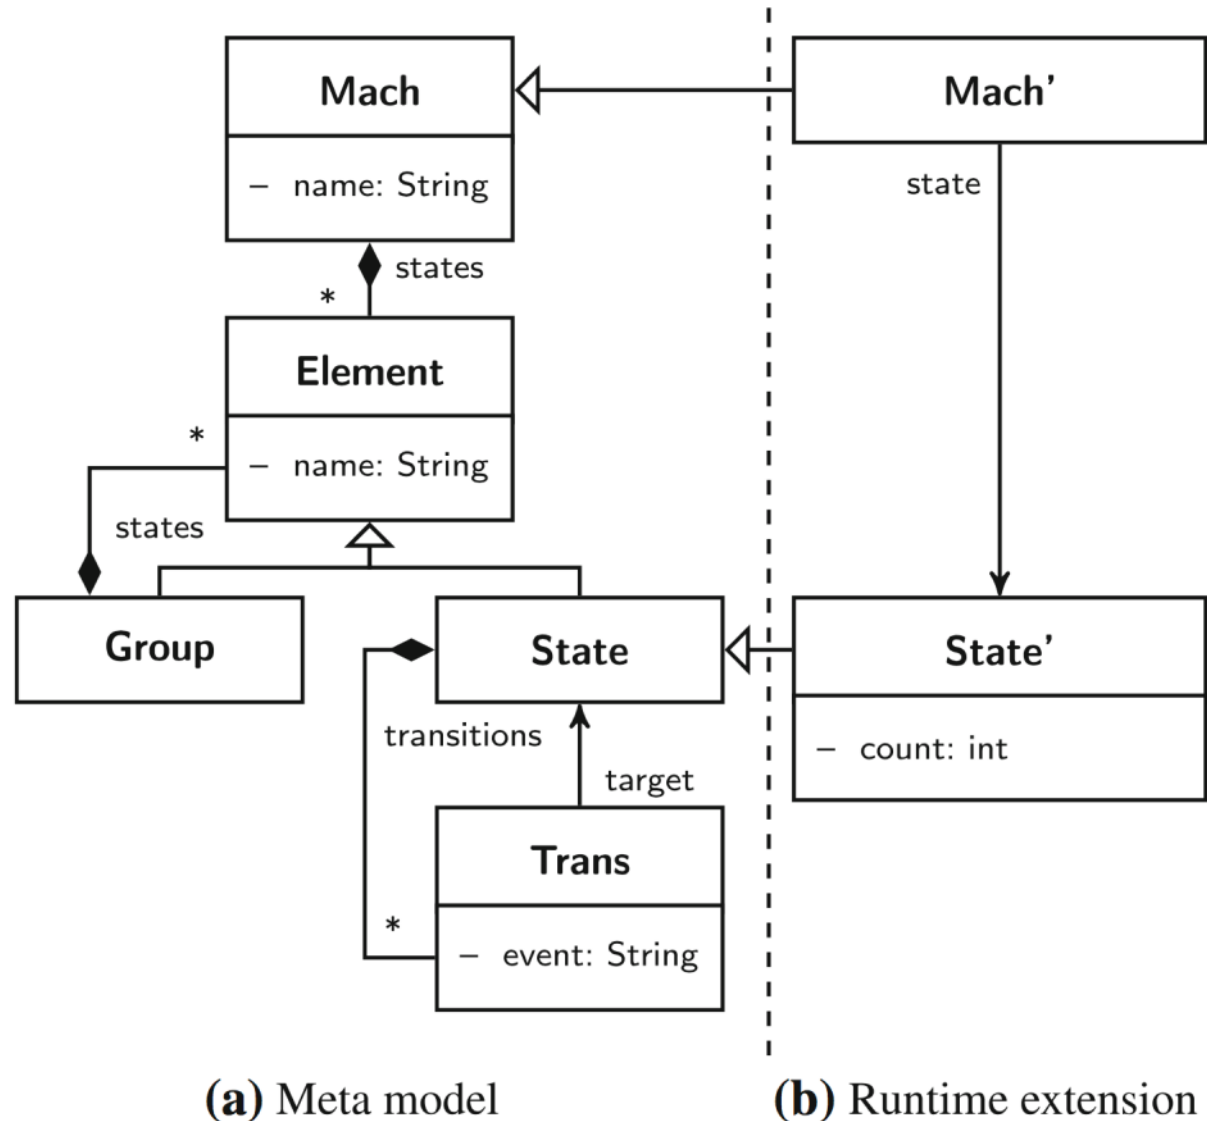 Mach
Mach'
– name: String
state
states
*
Element
*
– name: String
states
Group
State
State'
transitions
– count: int
target
Trans
*
– event: String
(a) Meta model
(b) Runtime extension